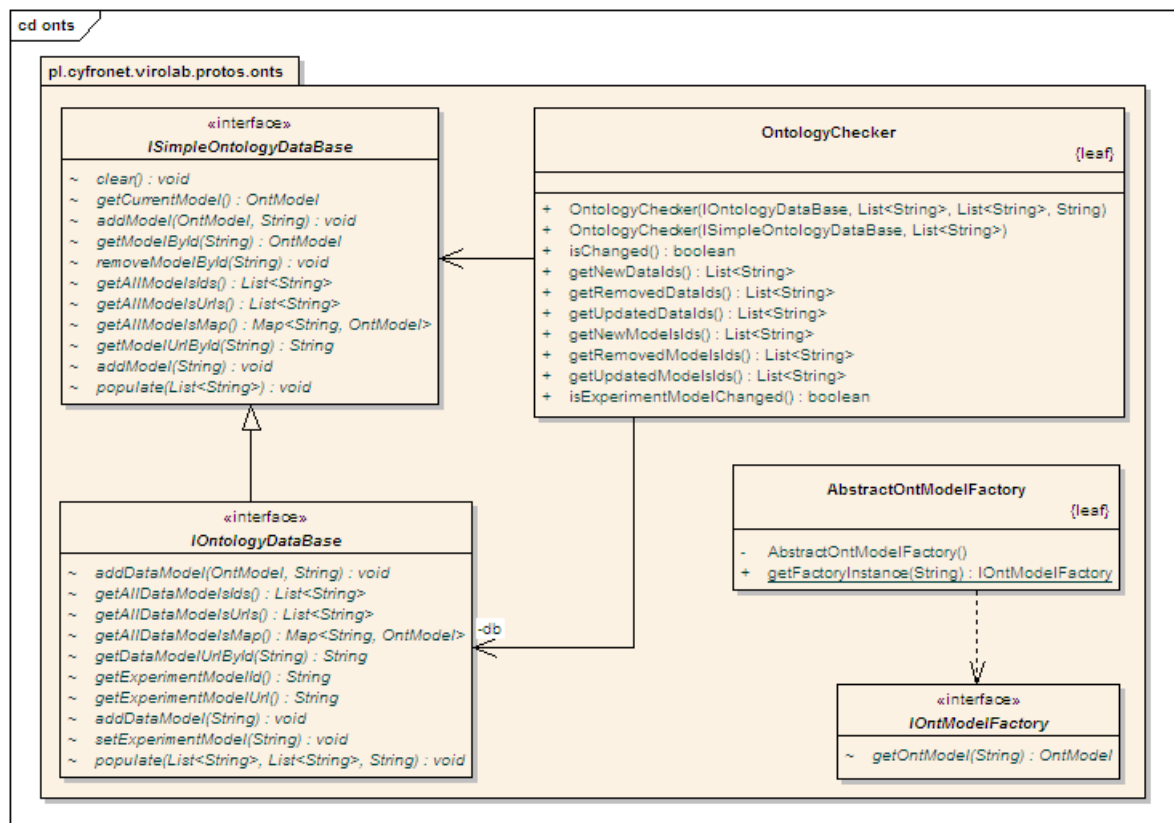 cd onts
pl.cyfronet.virolab.protos.onts
«interface»
ISimpleOntologyDataBase
~ clear() : void
~ getCurrentModel() : OntModel
~ addModel(OntModel, String) : void
~ getModelById(String) : OntModel
~ removeModelById(String) : void
~ getAllModelsIds() : List<String>
~ getAllModelsUrls() : List<String>
~ getAllModelsMap() : Map<String, OntModel>
~ getModelUrlById(String) : String
~ addModel(String) : void
~ populate(List<String>) : void
OntologyChecker
{leaf}
+ OntologyChecker(IOntologyDataBase, List<String>, List<String>, String)
+ OntologyChecker(ISimpleOntologyDataBase, List<String>)
+ isChanged() : boolean
+ getNewDataIds() : List<String>
+ getRemovedDataIds() : List<String>
+ getUpdatedDataIds() : List<String>
+ getNewModelsIds() : List<String>
+ getRemovedModelsIds() : List<String>
+ getUpdatedModelsIds() : List<String>
+ isExperimentModelChanged() : boolean
«interface»
IOntologyDataBase
~ addDataModel(OntModel, String) : void
~ getAllDataModelsIds() : List<String>
~ getAllDataModelsUrls() : List<String>
~ getAllDataModelsMap() : Map<String, OntModel>
~ getDataModelUrlById(String) : String
~ getExperimentModelId() : String
~ getExperimentModelUrl() : String
~ addDataModel(String) : void
~ setExperimentModel(String) : void
~ populate(List<String>, List<String>, String) : void
-db
AbstractOntModelFactory
{leaf}
- AbstractOntModelFactory()
+ getFactoryInstance(String) : IOntModelFactory
«interface»
IOntModelFactory
~ getOntModel(String) : OntModel